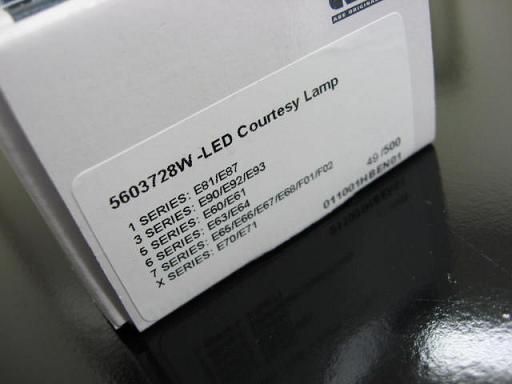 5603728W -LED Courtesy Lamp
1 SERIES: E81/E87
3 SERIES: E90/E92/E93
5 SERIES: E60/E61
6 SERIES: E63/E64
7 SERIES: E65/E66/E67/E68/F01/F02
X SERIES: E70/E71
49 /500
011001HBEN01